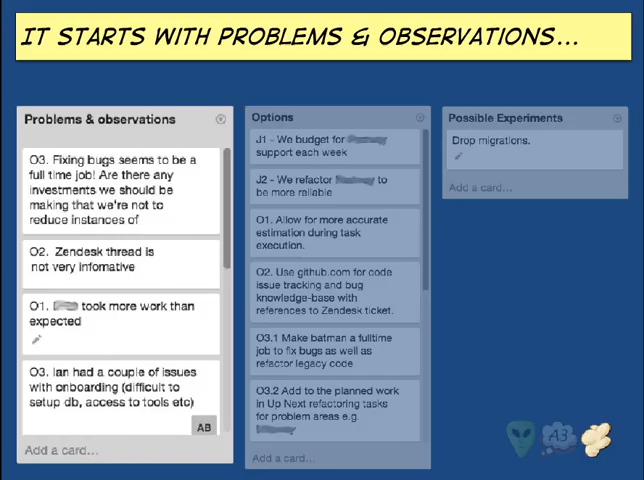 IT STARTS WITH PROBLEMS & OBSERVATIONS...
Problems & observations
O3. Fixing bugs seems to be a
full time job! Are there any
investments we should be
making that we're not to
reduce instances of
O2. Zendesk thread is
not very infomative
O1. took more work than
expected
O3. Ian had a couple of issues
with onboarding (difficult to
setup db, access to tools etc)
AB
Add a card...
Options
J1 - We budget for
support each week
J2 - We refactor to
be more reliable
O1. Allow for more accurate
estimation during task
execution.
O2. Use github.com for code
issue tracking and bug
knowledge-base with
references to Zendesk ticket.
O3.1 Make batman a fulltime
job to fix bugs as well as
refactor legacy code
O3.2 Add to the planned work
in Up Next refactoring tasks
for problem areas e.g.
Add a card...
Possible Experiments
Drop migrations.
Add a card...
A3